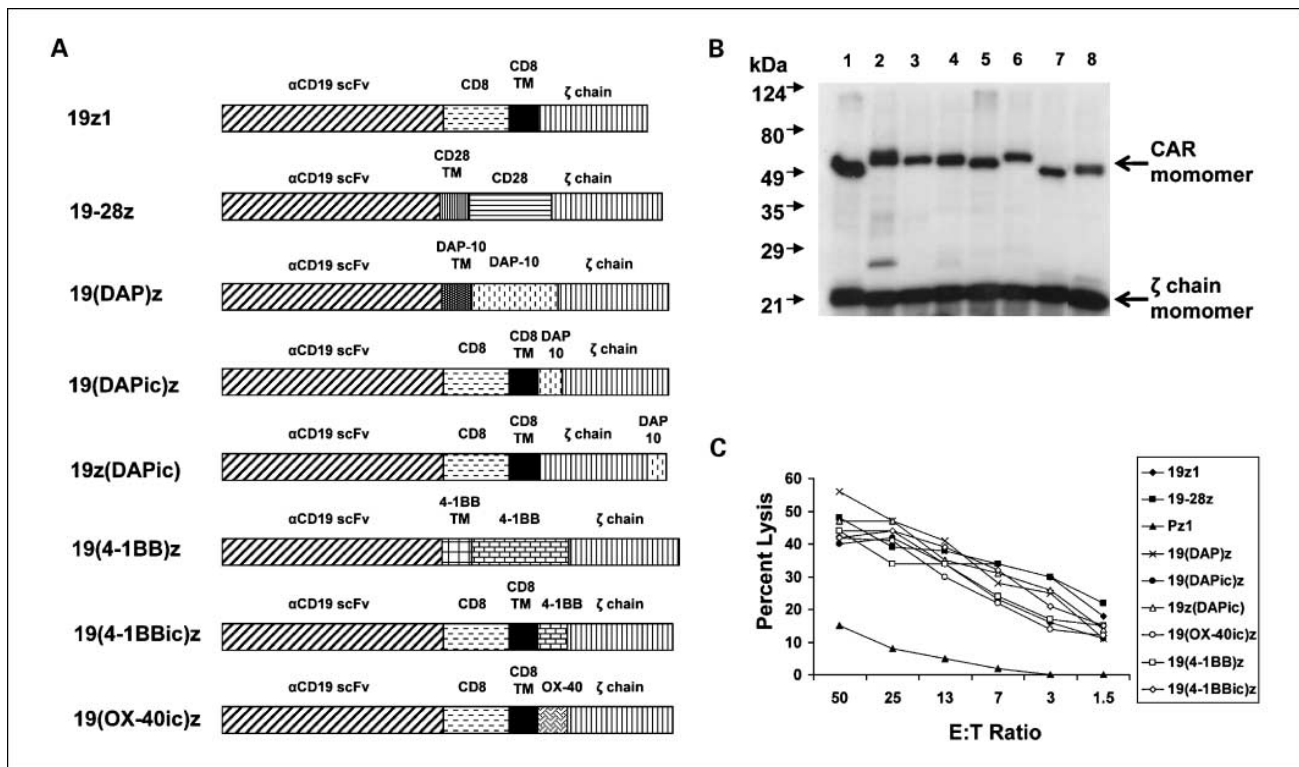 A
αCD19 scFv CD8 CD8 TM ζ chain
19z1
αCD19 scFv CD28 TM CD28 ζ chain
19-28z
αCD19 scFv DAP-10 TM DAP-10 ζ chain
19(DAP)z
αCD19 scFv CD8 CD8 TM DAP 10 ζ chain
19(DAPic)z
αCD19 scFv CD8 CD8 TM ζ chain DAP 10
19z(DAPic)
αCD19 scFv 4-1BB TM 4-1BB ζ chain
19(4-1BB)z
αCD19 scFv CD8 CD8 TM 4-1BB ζ chain
19(4-1BBic)z
αCD19 scFv CD8 CD8 TM OX-40 ζ chain
19(OX-40ic)z
B
kDa 1 2 3 4 5 6 7 8
124
80
49
35
29
21
CAR
momomer
ζ chain
momomer
C
Percent Lysis
60
50
40
30
20
10
0
50 25 13 7 3 1.5
E:T Ratio
19z1
19-28z
Pz1
19(DAP)z
19(DAPic)z
19z(DAPic)
19(OX-40ic)z
19(4-1BB)z
19(4-1BBic)z